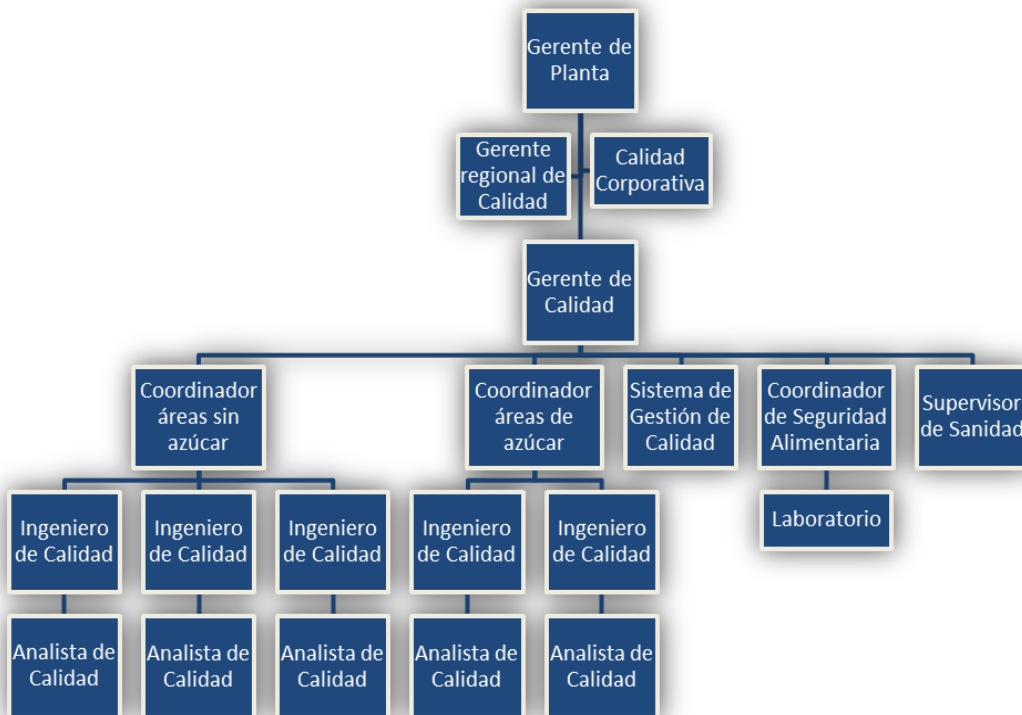 Gerente de
Planta
Gerente
regional de
Calidad
Calidad
Corporativa
Gerente de
Calidad
Coordinador
áreas sin
azúcar
Coordinador
áreas de
azúcar
Sistema de
Gestión de
Calidad
Coordinador
de Seguridad
Alimentaria
Supervisor
de Sanidad
Ingeniero
de Calidad
Ingeniero
de Calidad
Ingeniero
de Calidad
Ingeniero
de Calidad
Ingeniero
de Calidad
Laboratorio
Analista de
Calidad
Analista de
Calidad
Analista de
Calidad
Analista de
Calidad
Analista de
Calidad